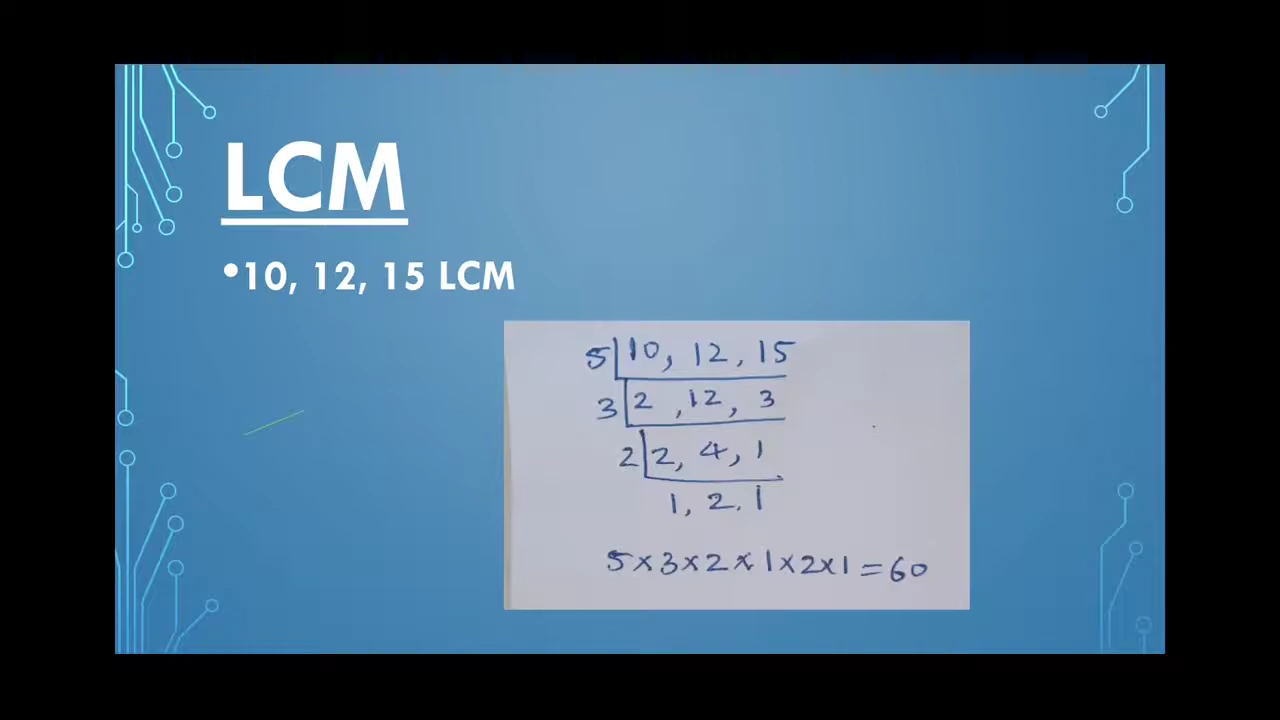 LCM
•10, 12, 15 LCM
5 10, 12, 15
3 2, 12, 3
2 2, 4, 1
1, 2. 1
5×3×2×1×2×1=60